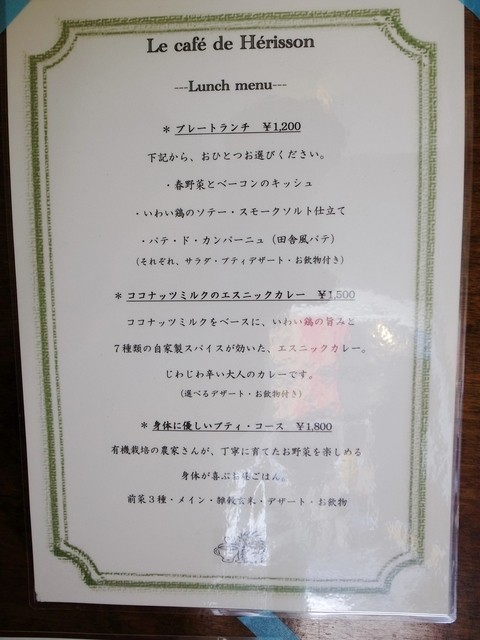 Le café de Hérisson
---Lunch menu---
＊プレートランチ　￥1,200
下記から、おひとつお選びください。
・春野菜とベーコンのキッシュ
・いわい鶏のソテー・スモークソルト仕立て
・パテ・ド・カンパーニュ（田舎風パテ）
（それぞれ、サラダ・プティデザート・お飲物付き）
＊ココナッツミルクのエスニックカレー　￥1,500
ココナッツミルクをベースに、いわい鶏の旨みと
７種類の自家製スパイスが効いた、エスニックカレー。
じわじわ辛い大人のカレーです。
（選べるデザート・お飲物付き）
＊身体に優しいプティ・コース　￥1,800
有機栽培の農家さんが、丁寧に育てたお野菜を楽しめる
身体が喜ぶごはん。
前菜３種・メイン・雑穀玄米・デザート・お飲物